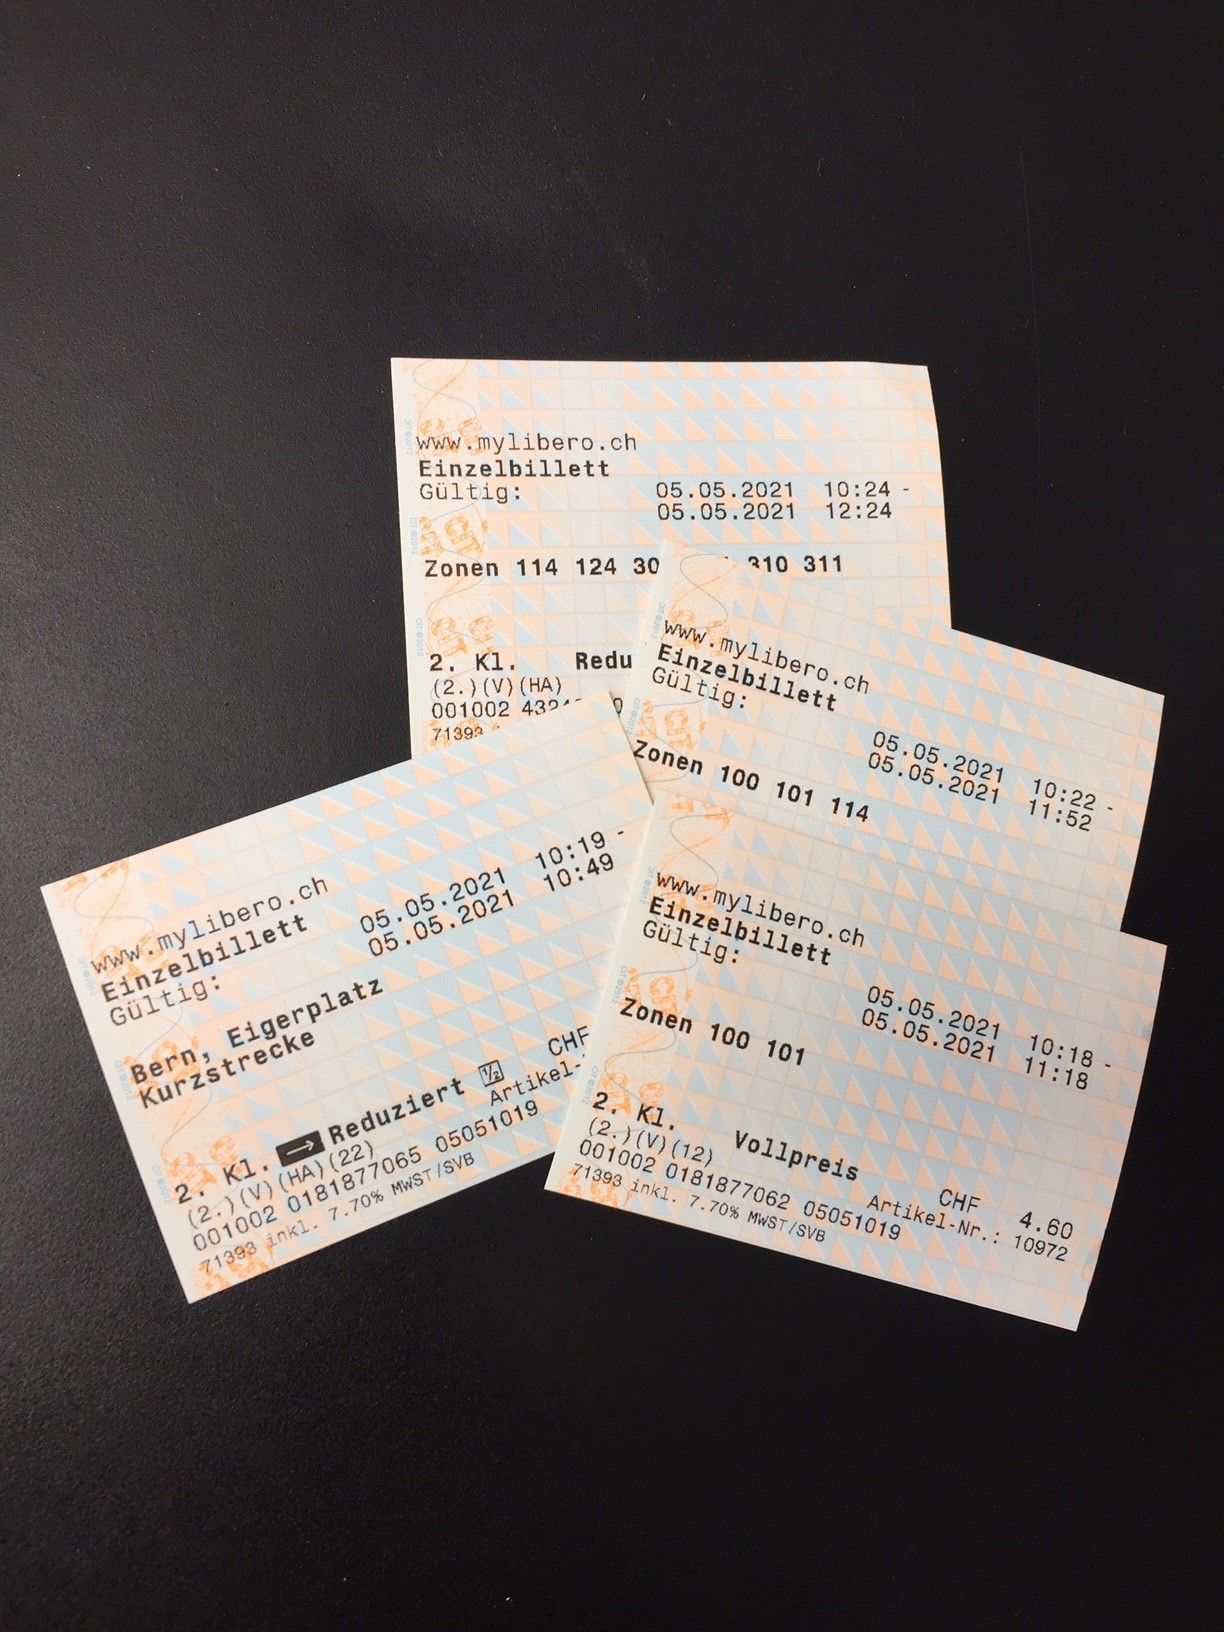 www.mylibero.ch
Einzelbillett
Gültig: 05.05.2021 10:24 -
05.05.2021 12:24
Zonen 114 124 310 311
2. Kl.
(2.)(V)(HA)
001002
71393
www.mylibero.ch
Einzelbillett
Gültig:
05.05.2021 10:22 -
05.05.2021 11:52
Zonen 100 101 114
www.mylibero.ch
Einzelbillett
Gültig:
05.05.2021 10:19 -
05.05.2021 10:49
Bern, Eigerplatz
Kurzstrecke
2. Kl. → Reduziert 1/2 CHF
(2.)(V)(HA)(22) Artikel-
001002 0181877065 05051019
71393 inkl. 7.70% MWST/SVB
www.mylibero.ch
Einzelbillett
Gültig:
05.05.2021 10:18 -
05.05.2021 11:18
Zonen 100 101
2. Kl. Vollpreis CHF 4.60
(2.)(V)(12) Artikel-Nr.: 10972
001002 0181877062 05051019
71393 inkl. 7.70% MWST/SVB